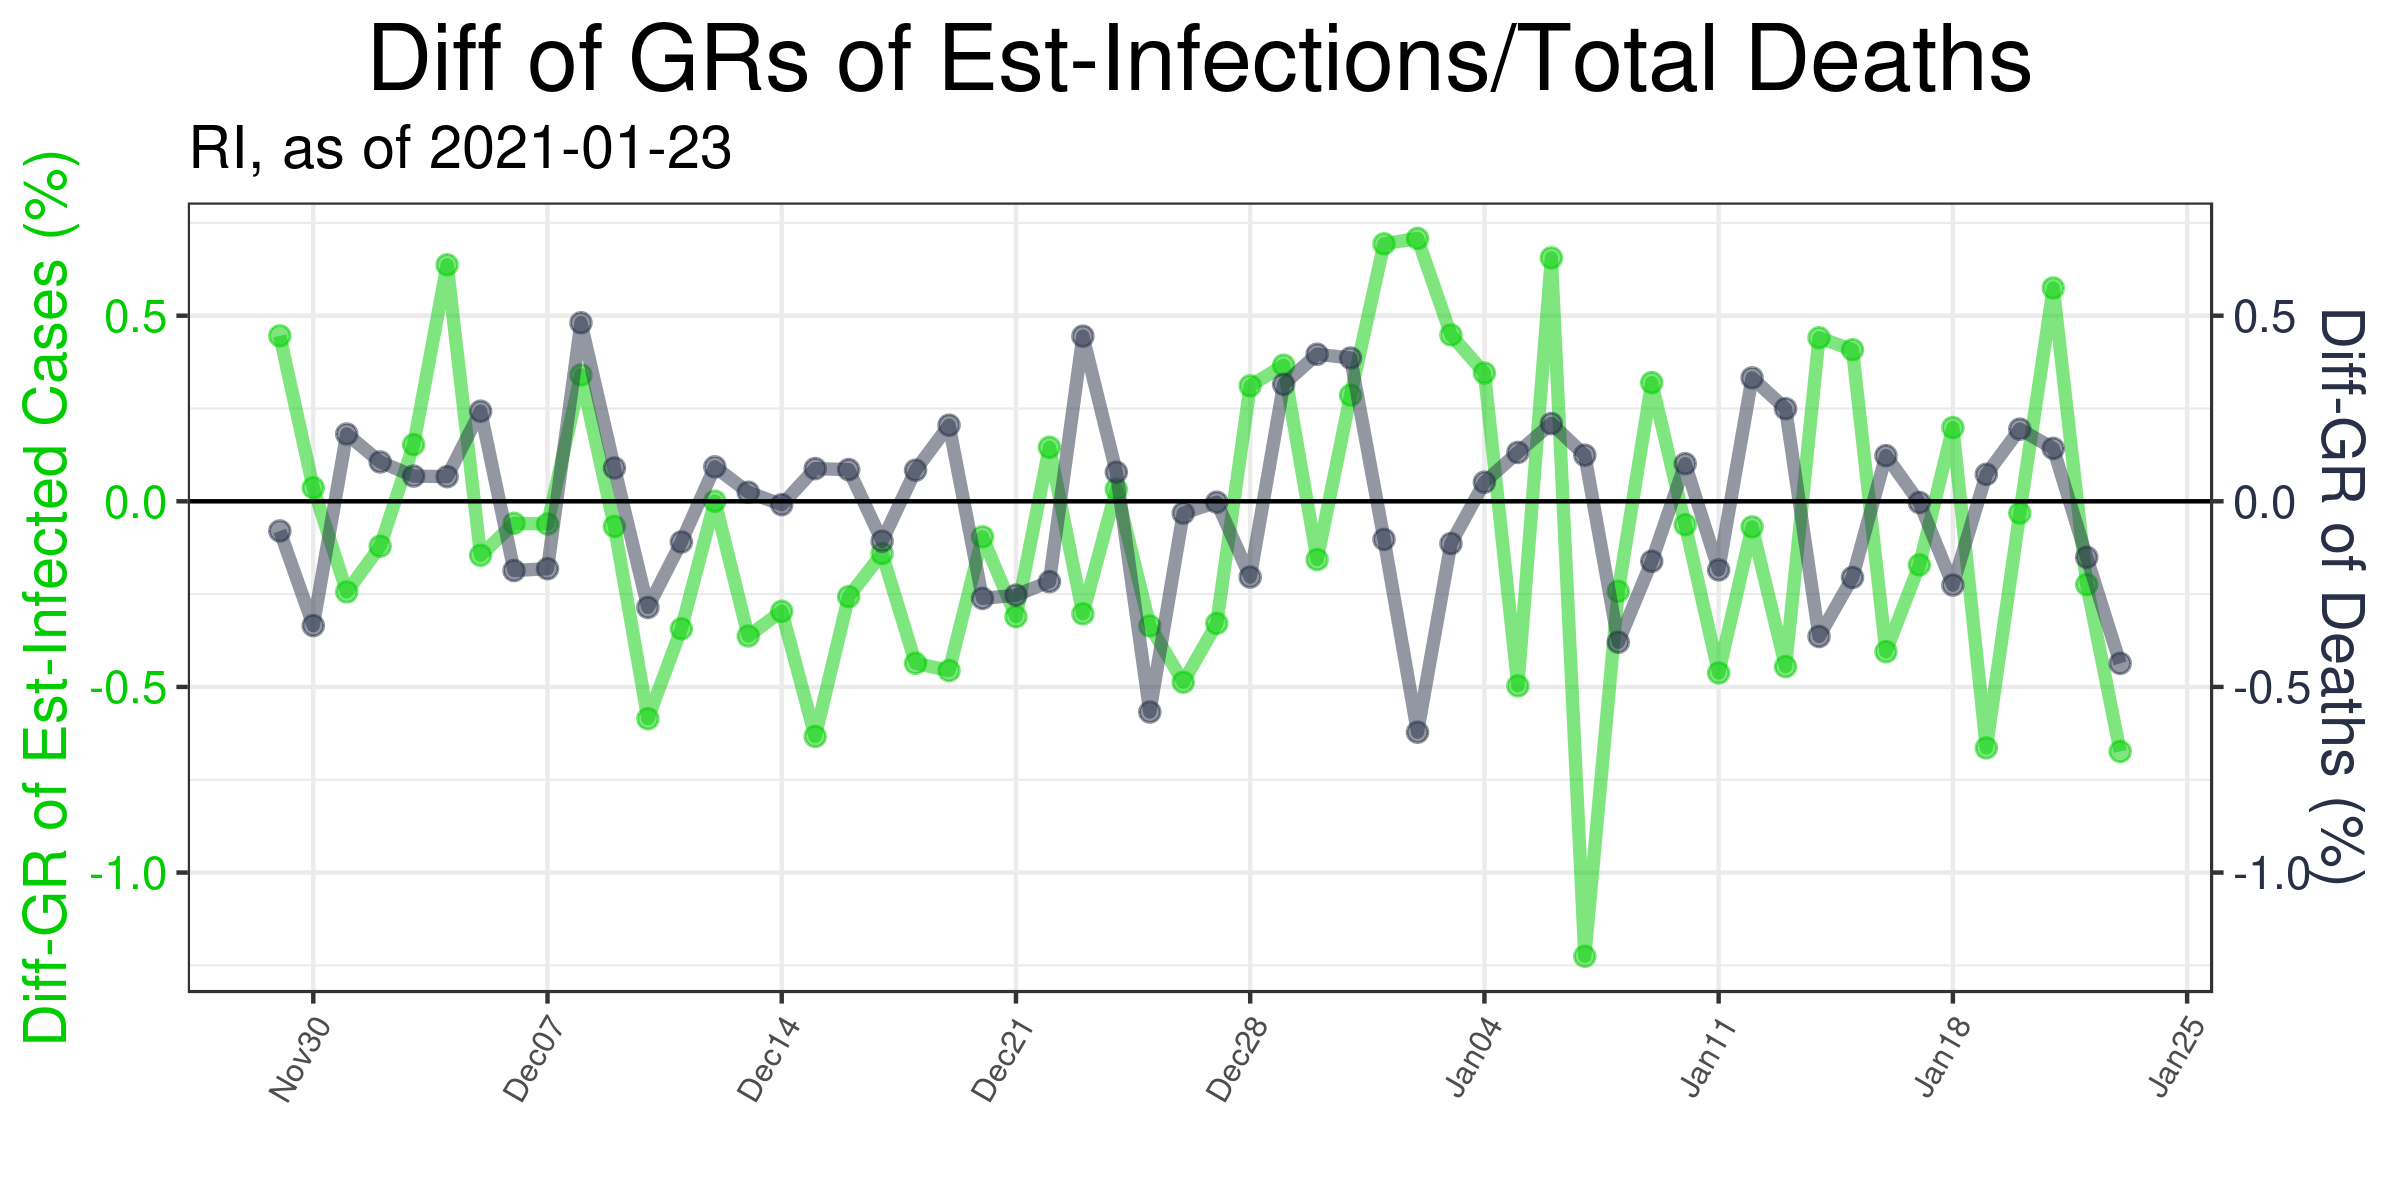 Diff of GRs of Est-Infections/Total Deaths
RI, as of 2021-01-23
Diff-GR of Est-Infected Cases (%)
0.5
0.0
-0.5
-1.0
0.5
0.0
-0.5
-1.0
Diff-GR of Deaths (%)
Nov30
Dec07
Dec14
Dec21
Dec28
Jan04
Jan11
Jan18
Jan25